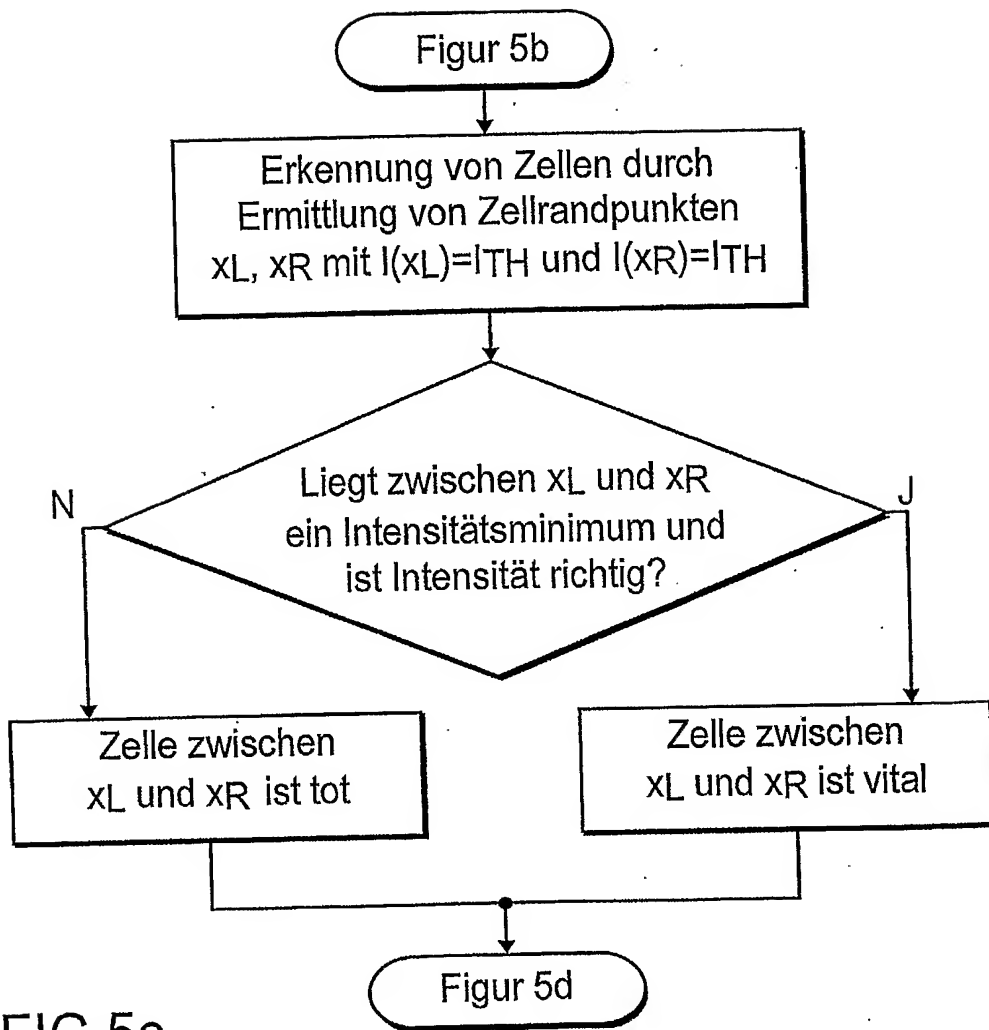 Figur 5b
Erkennung von Zellen durch
Ermittlung von Zellrandpunkten
xL, xR mit I(xL)=ITH und I(xR)=ITH
Liegt zwischen xL und xR
ein Intensitätsminimum und
ist Intensität richtig?
N
J
Zelle zwischen
xL und xR ist tot
Zelle zwischen
xL und xR ist vital
Figur 5d